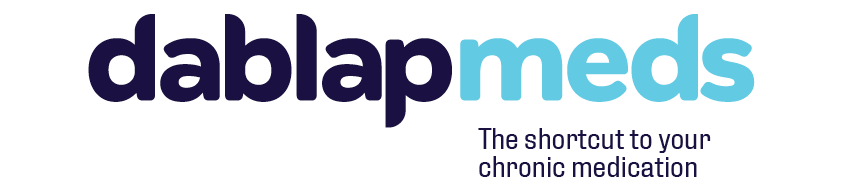 dablapmeds
The shortcut to your
chronic medication